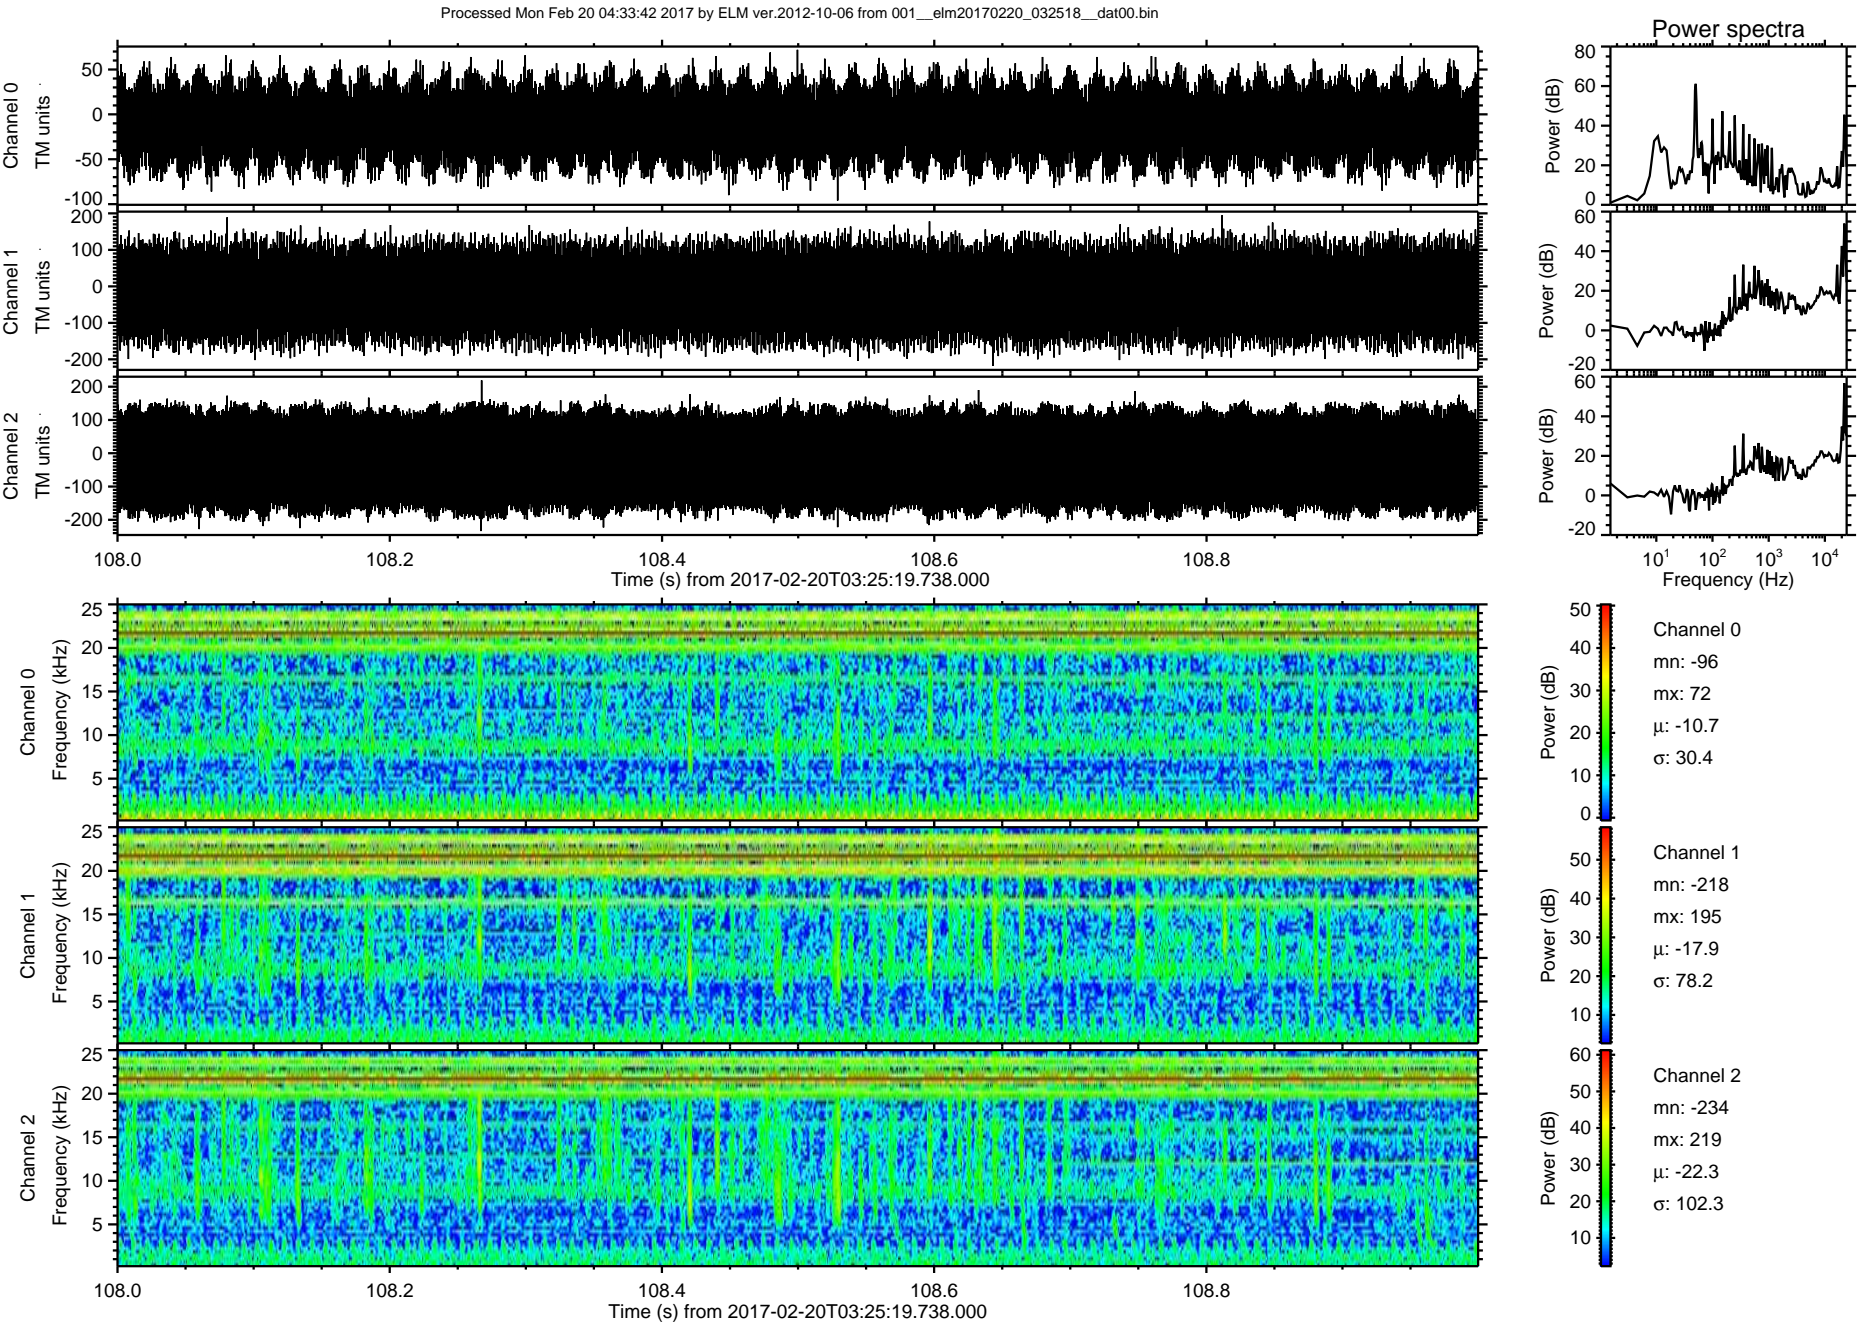 Processed Mon Feb 20 04:33:42 2017 by ELM ver.2012-10-06 from 001__elm20170220_032518__dat00.bin
Power spectra
Channel 0
TM units
50
0
-50
-100
Power (dB)
80
60
40
20
0
Channel 1
TM units
200
100
0
-100
-200
Power (dB)
60
40
20
0
-20
Channel 2
TM units
200
100
0
-100
-200
Power (dB)
60
40
20
0
-20
108.0 108.2 108.4 108.6 108.8
Time (s) from 2017-02-20T03:25:19.738.000
10^1 10^2 10^3 10^4
Frequency (Hz)
Channel 0
Frequency (kHz)
25
20
15
10
5
Power (dB)
50
40
30
20
10
0
Channel 0
mn: -96
mx: 72
μ: -10.7
σ: 30.4
Channel 1
Frequency (kHz)
25
20
15
10
5
Power (dB)
50
40
30
20
10
Channel 1
mn: -218
mx: 195
μ: -17.9
σ: 78.2
Channel 2
Frequency (kHz)
25
20
15
10
5
Power (dB)
60
50
40
30
20
10
Channel 2
mn: -234
mx: 219
μ: -22.3
σ: 102.3
108.0 108.2 108.4 108.6 108.8
Time (s) from 2017-02-20T03:25:19.738.000